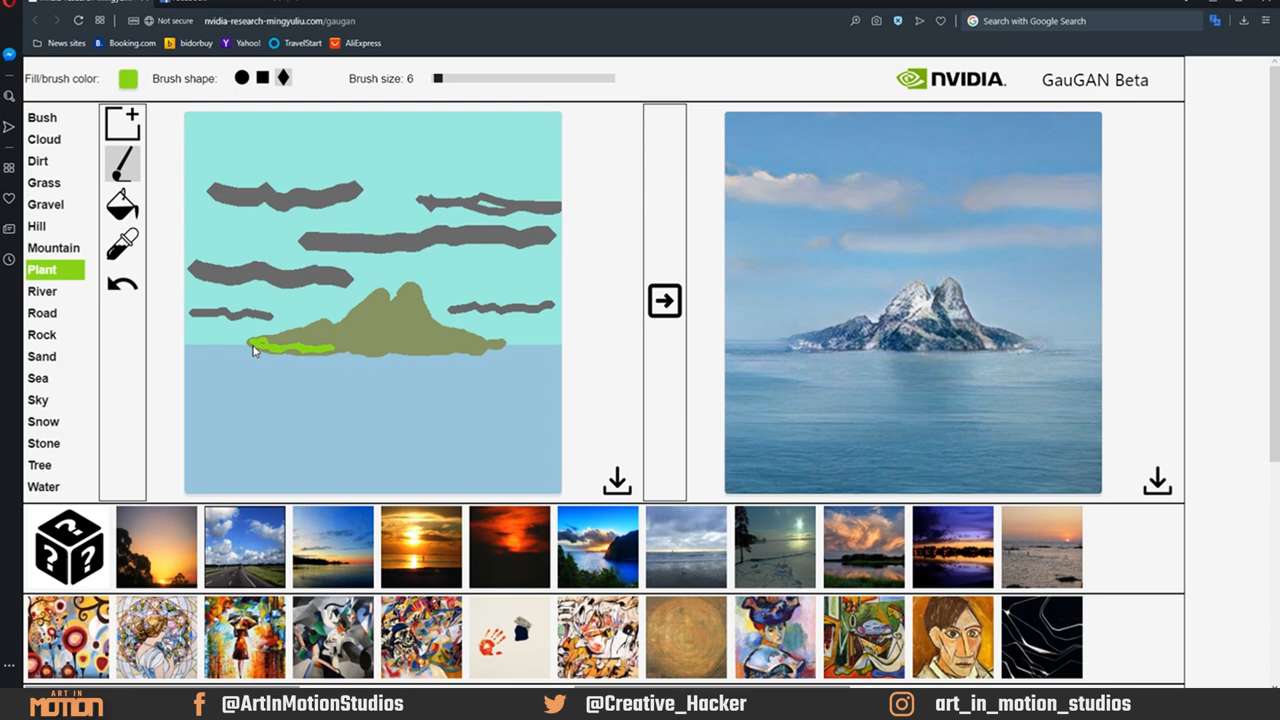 Not secure
nvidia-research-mingyuliu.com/gaugan
Search with Google Search
News sites
B. Booking.com
b bidorbuy
Y Yahoo!
TravelStart
AliExpress
Fill/brush color:
Brush shape:
Brush size: 6
NVIDIA.
GauGAN Beta
Bush
Cloud
Dirt
Grass
Gravel
Hill
Mountain
Plant
River
Road
Rock
Sand
Sea
Sky
Snow
Stone
Tree
Water
ART IN
MOTION
@ArtInMotionStudios
@Creative_Hacker
art_in_motion_studios